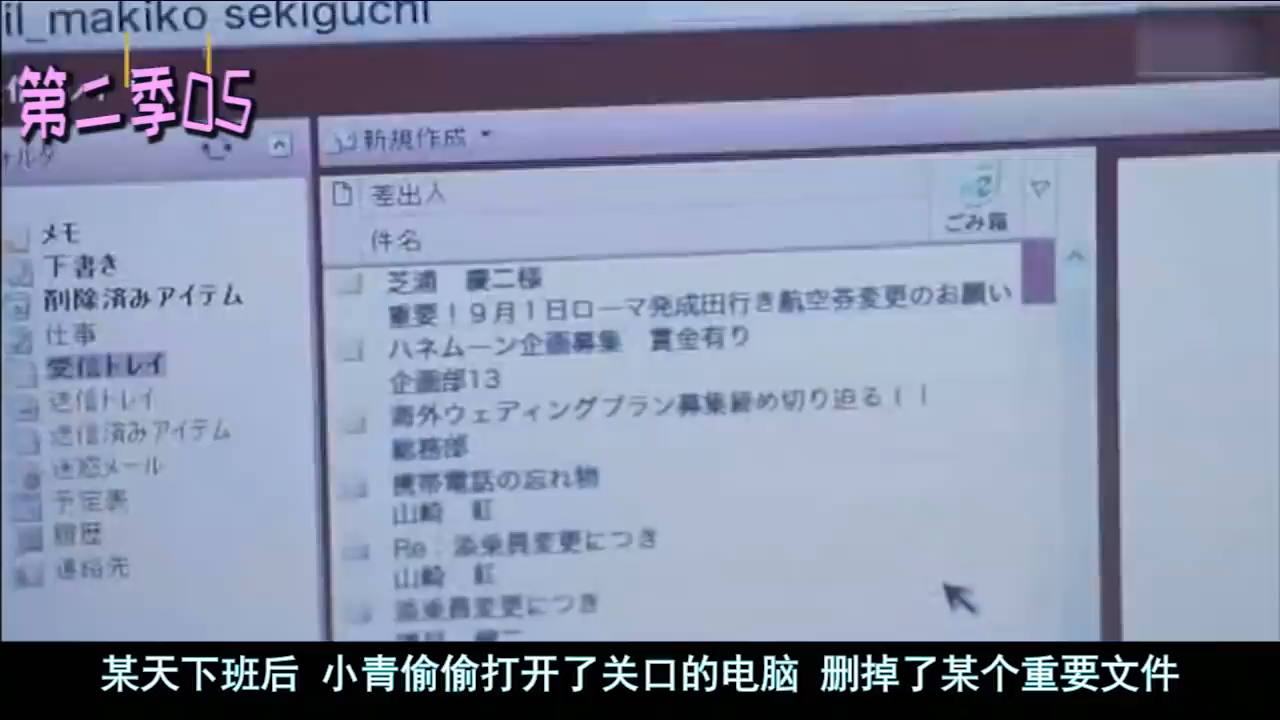 il_makiko sekiguchi
第二季05
新規作成
差出人
ごみ箱
件名
メモ
下書き
削除済みアイテム
仕事
受信トレイ
送信トレイ
送信済みアイテム
迷惑メール
予定表
履歴
連絡先
芝浦 慶二様
重要！9月1日ローマ発成田行き航空券変更のお願い
ハネムーン企画募集 賞金有り
企画部13
海外ウェディングプラン募集締め切り迫る！！
総務部
携帯電話の忘れ物
山崎 紅
Re：添乗員変更につき
山崎 紅
添乗員変更につき
某天下班后 小青偷偷打开了关口的电脑 删掉了某个重要文件